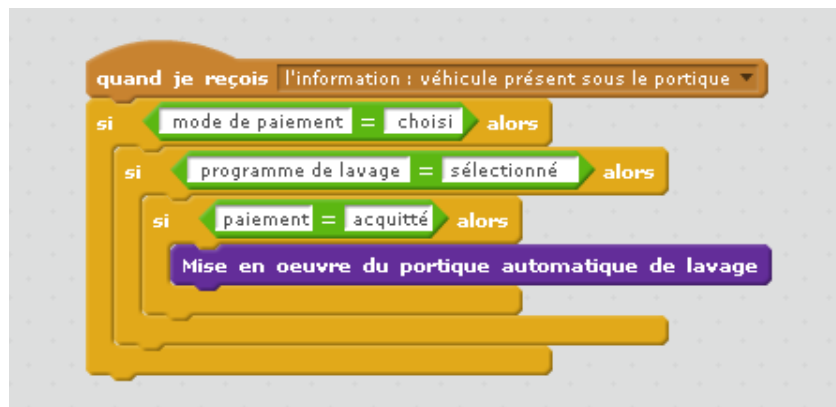 quand je reçois l'information : véhicule présent sous le portique
si mode de paiement = choisi alors
si programme de lavage = sélectionné alors
si paiement = acquitté alors
Mise en oeuvre du portique automatique de lavage